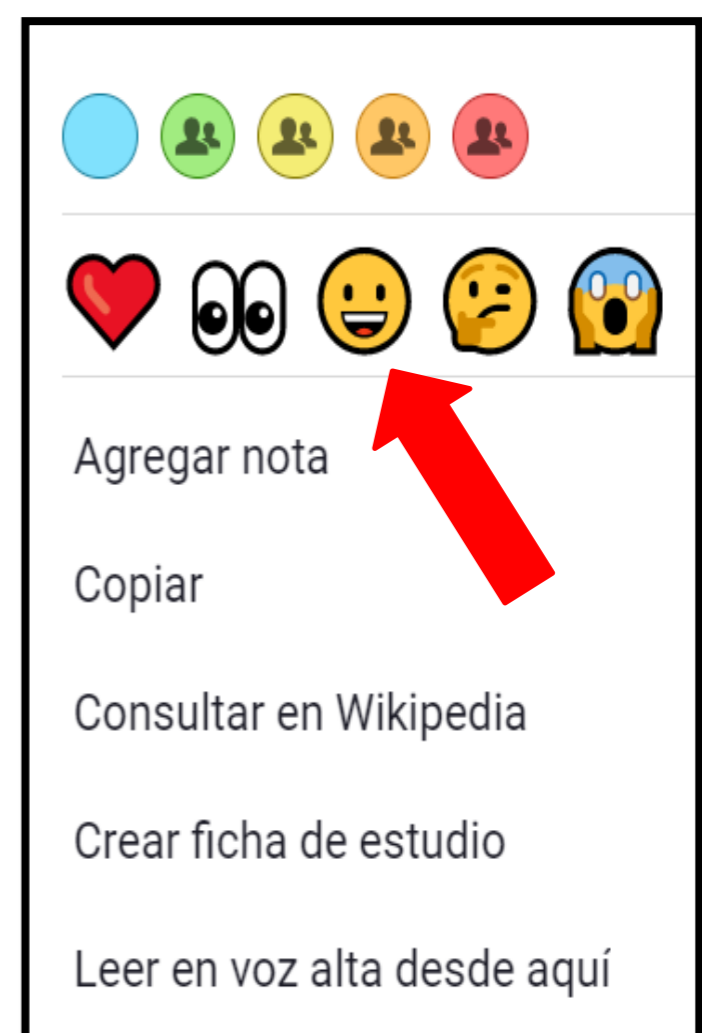 Agregar nota
Copiar
Consultar en Wikipedia
Crear ficha de estudio
Leer en voz alta desde aquí